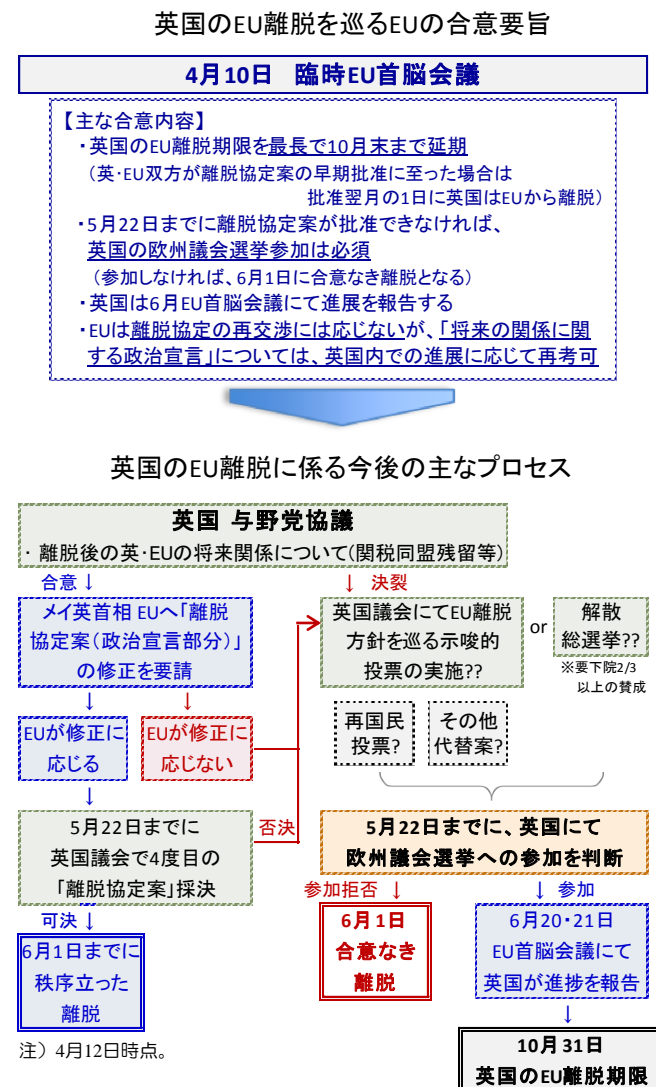 英国のEU離脱を巡るEUの合意要旨
4月10日 臨時EU首脳会議
【主な合意内容】
・英国のEU離脱期限を最長で10月末まで延期
（英・EU双方が離脱協定案の早期批准に至った場合は
批准翌月の1日に英国はEUから離脱）
・5月22日までに離脱協定案が批准できなければ、
英国の欧州議会選挙参加は必須
（参加しなければ、6月1日に合意なき離脱となる）
・英国は6月EU首脳会議にて進展を報告する
・EUは離脱協定の再交渉には応じないが、「将来の関係に関
する政治宣言」については、英国内での進展に応じて再考可
英国のEU離脱に係る今後の主なプロセス
英国 与野党協議
・離脱後の英・EUの将来関係について(関税同盟残留等)
合意 ↓
↓ 決裂
メイ英首相 EUへ「離脱
協定案（政治宣言部分）」
の修正を要請
英国議会にてEU離脱
方針を巡る示唆的
投票の実施??
or
解散
総選挙??
※要下院2/3
以上の賛成
↓
↓
EUが修正に
応じる
EUが修正に
応じない
再国民
投票?
その他
代替案?
↓
5月22日までに
英国議会で4度目の
「離脱協定案」採決
否決
5月22日までに、英国にて
欧州議会選挙への参加を判断
可決 ↓
参加拒否 ↓
↓ 参加
6月1日までに
秩序立った
離脱
6月1日
合意なき
離脱
6月20・21日
EU首脳会議にて
英国が進捗を報告
↓
10月31日
英国のEU離脱期限
注）4月12日時点。